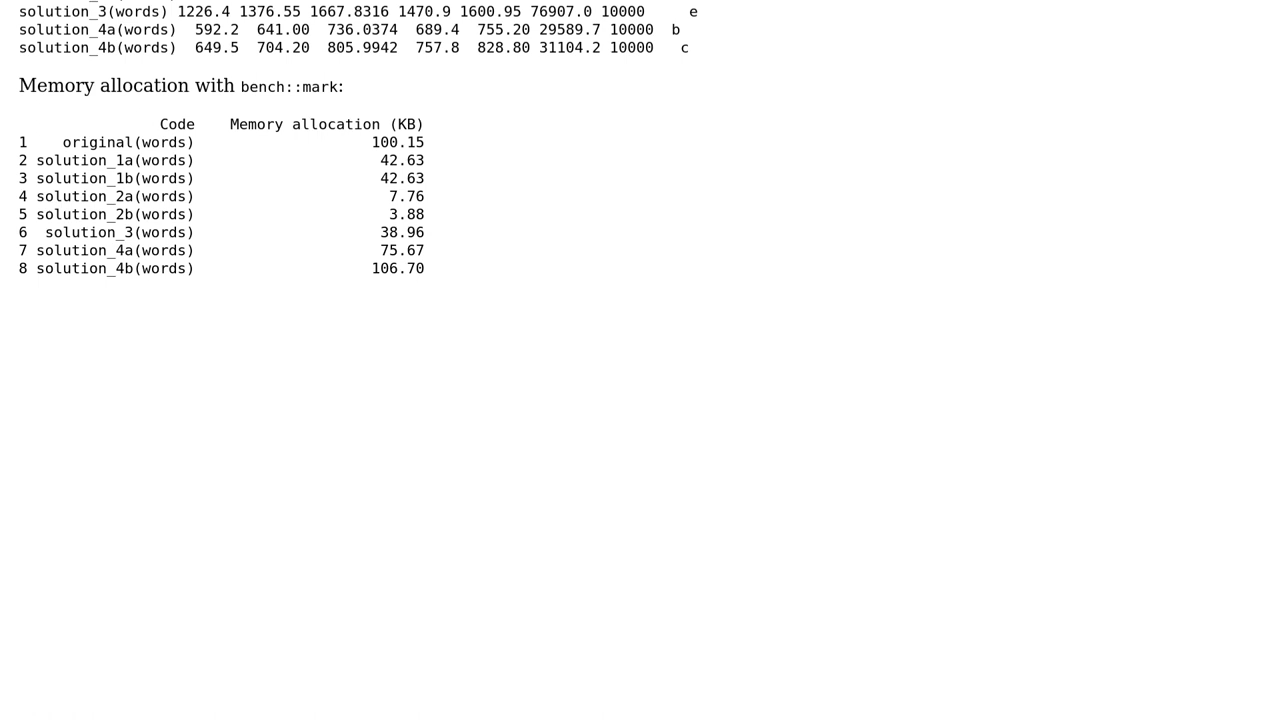 solution_3(words) 1226.4 1376.55 1667.8316 1470.9 1600.95 76907.0 10000     e
solution_4a(words)  592.2  641.00  736.0374  689.4  755.20 29589.7 10000  b
solution_4b(words)  649.5  704.20  805.9942  757.8  828.80 31104.2 10000   c
Memory allocation with bench::mark:
                Code    Memory allocation (KB)
1    original(words)                    100.15
2 solution_1a(words)                     42.63
3 solution_1b(words)                     42.63
4 solution_2a(words)                      7.76
5 solution_2b(words)                      3.88
6  solution_3(words)                     38.96
7 solution_4a(words)                     75.67
8 solution_4b(words)                    106.70